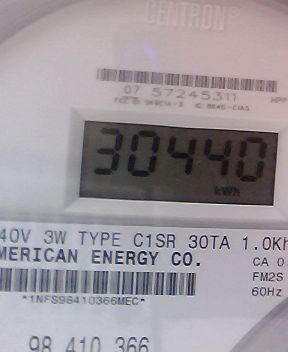 CENTRON®
07 57245311
30440
kWh
40V 3W TYPE C1SR 30TA 1.0Kh
MERICAN ENERGY CO.
CA 0
FM2S
*1NFS98410366MEC*
60Hz
98 410 366